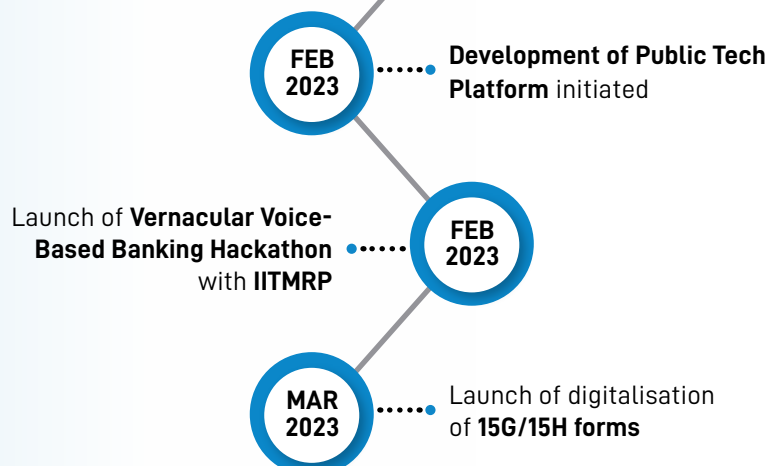 FEB
2023
Development of Public Tech
Platform initiated
Launch of Vernacular Voice-
Based Banking Hackathon
with IITMRP
FEB
2023
MAR
2023
Launch of digitalisation
of 15G/15H forms